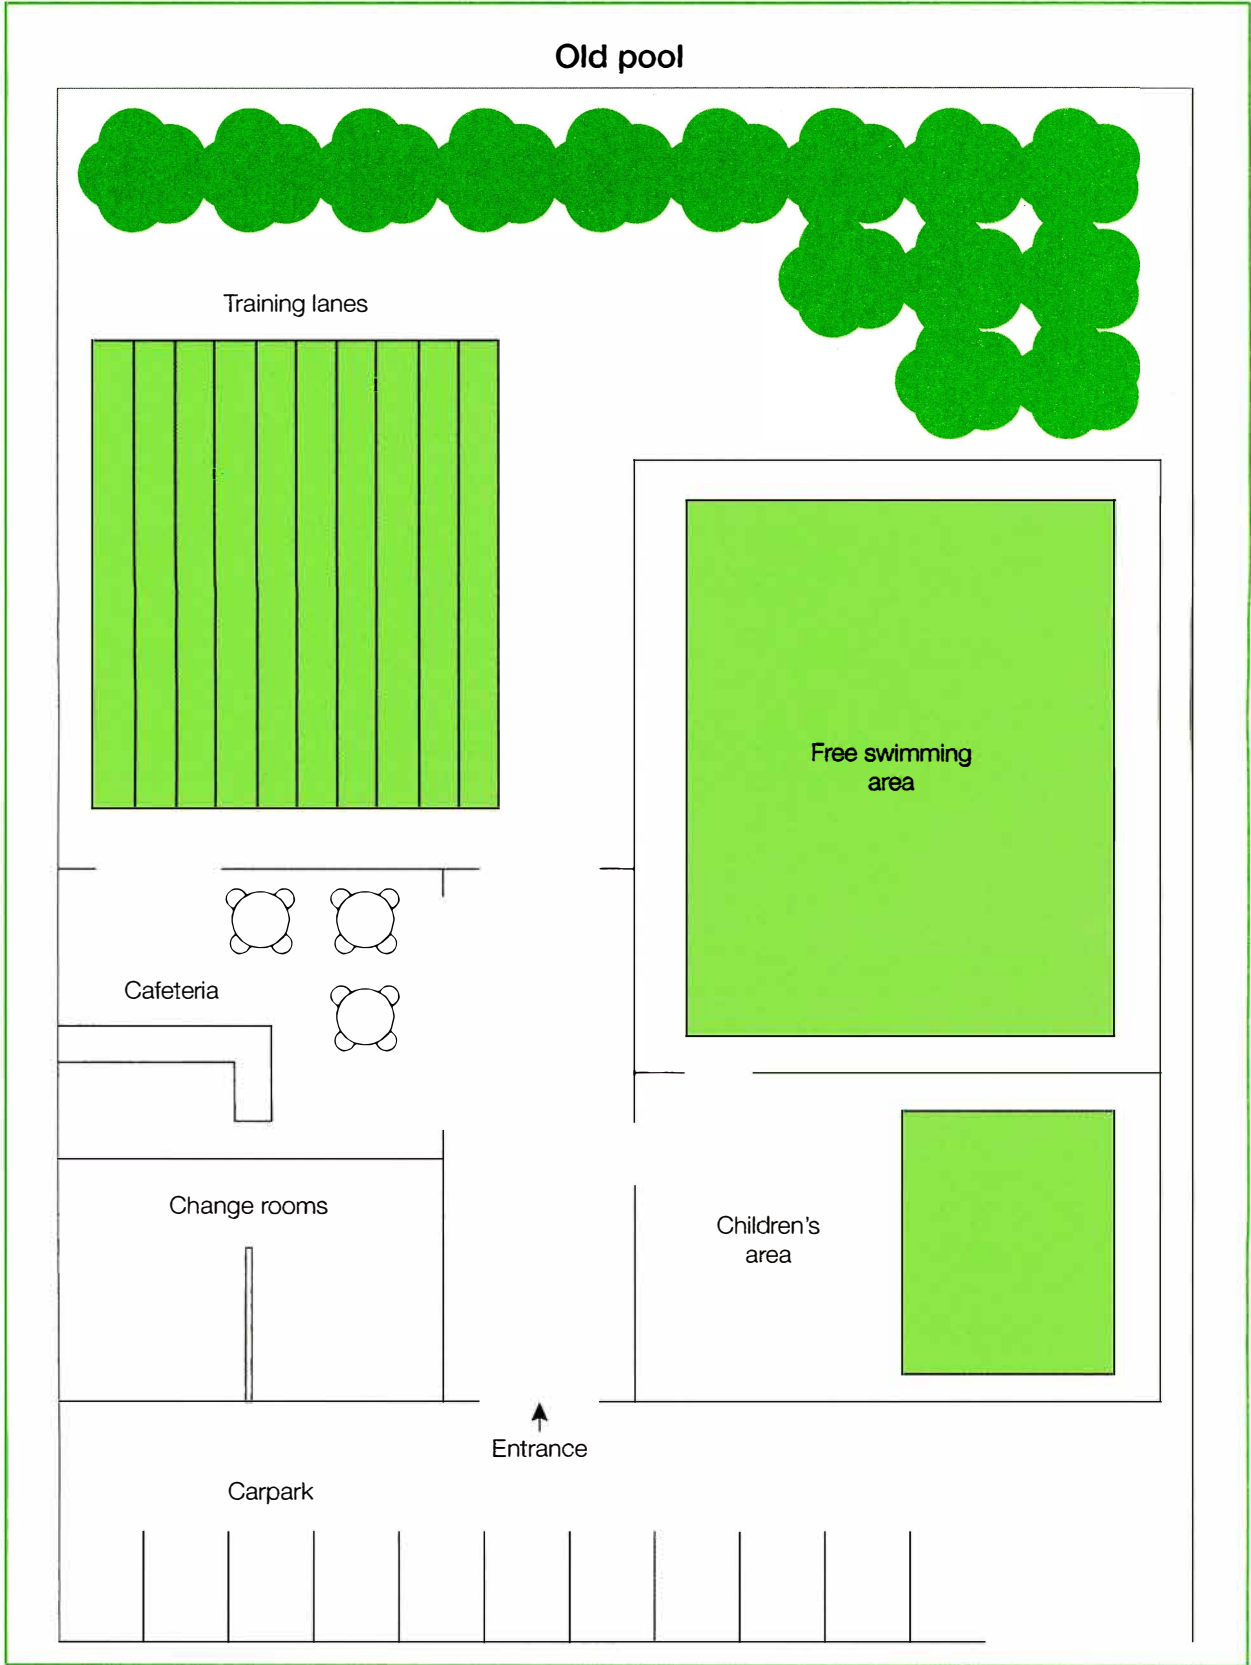 Old pool
Training lanes
Free swimming
area
Cafeteria
Change rooms
Children's
area
Entrance
Carpark